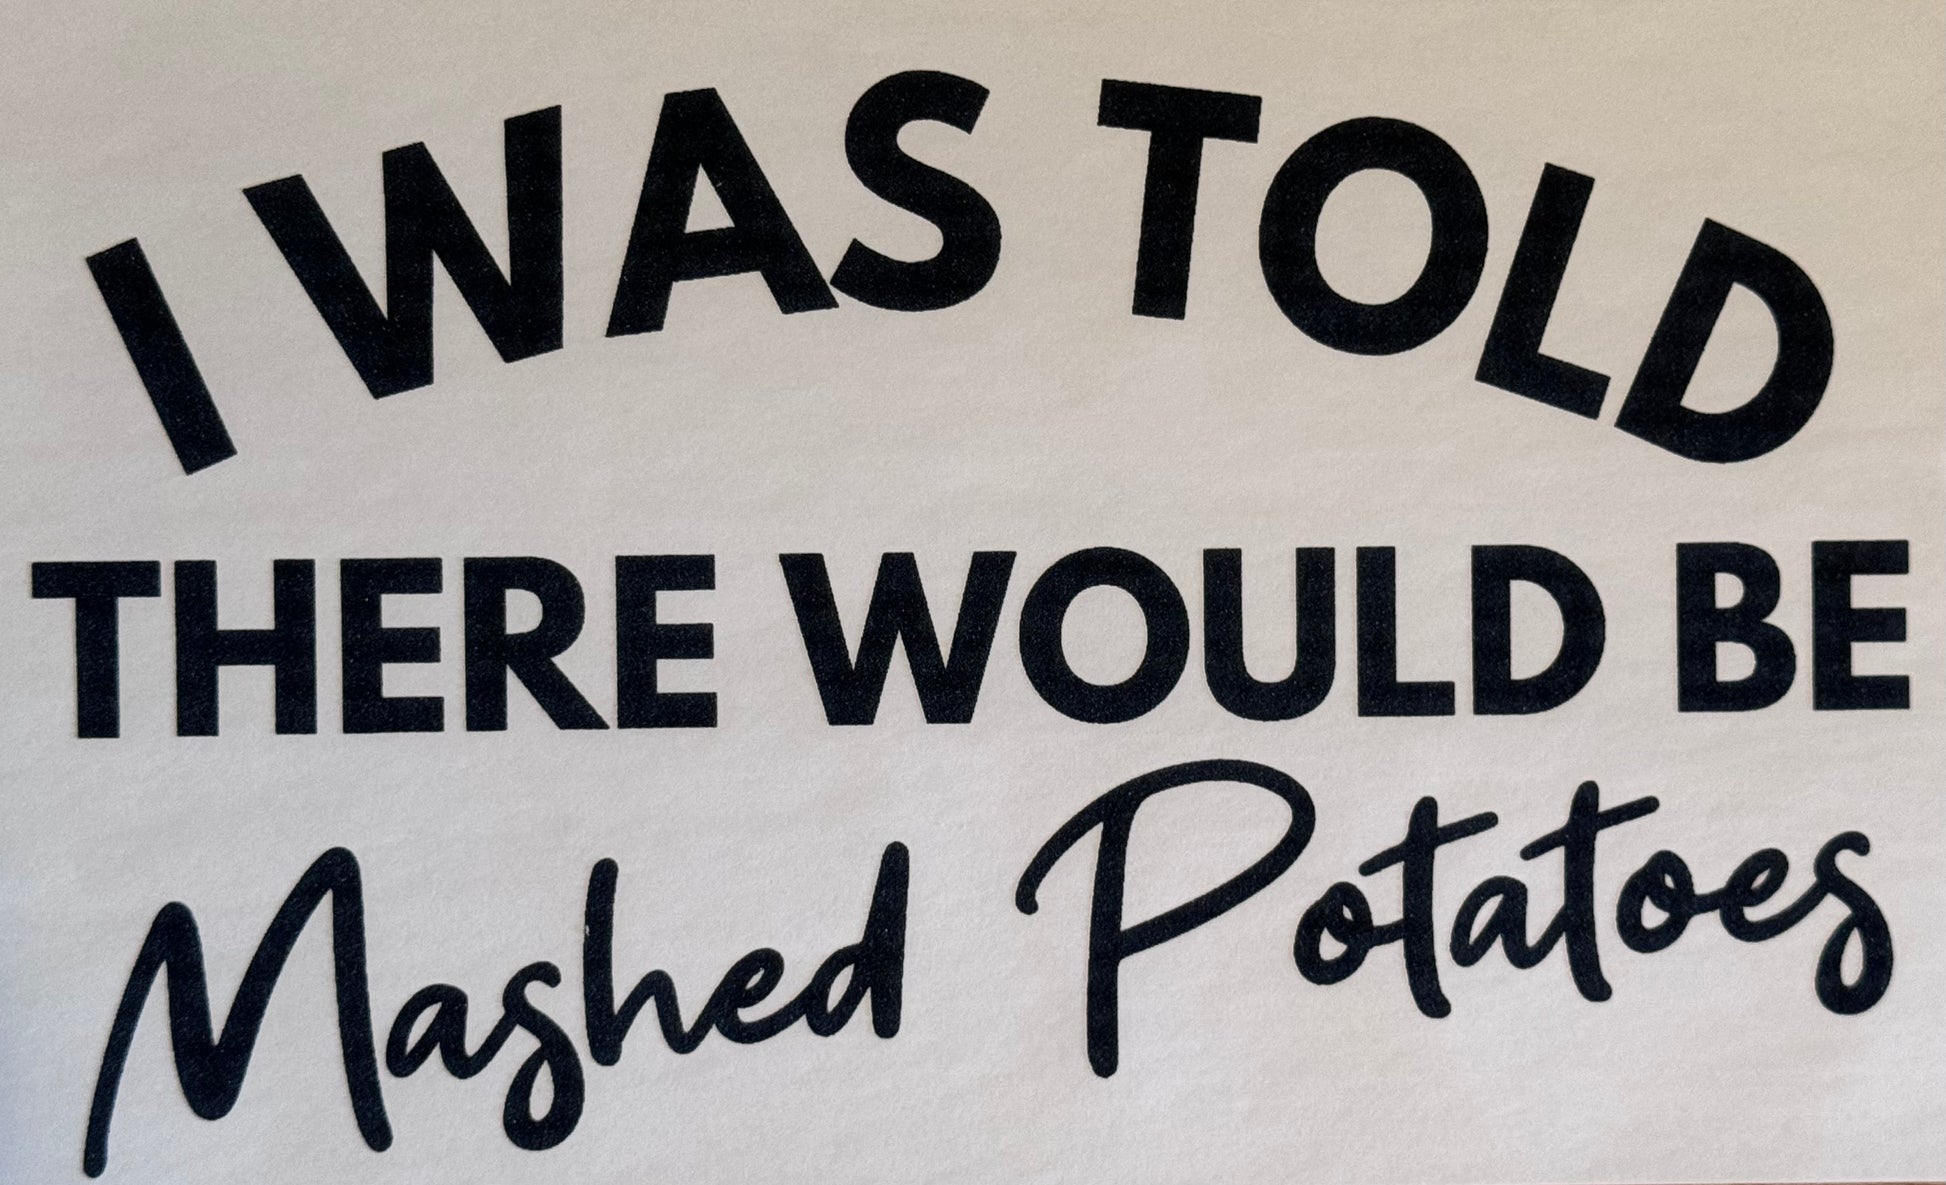 I WAS TOLD
THERE WOULD BE
Mashed Potatoes